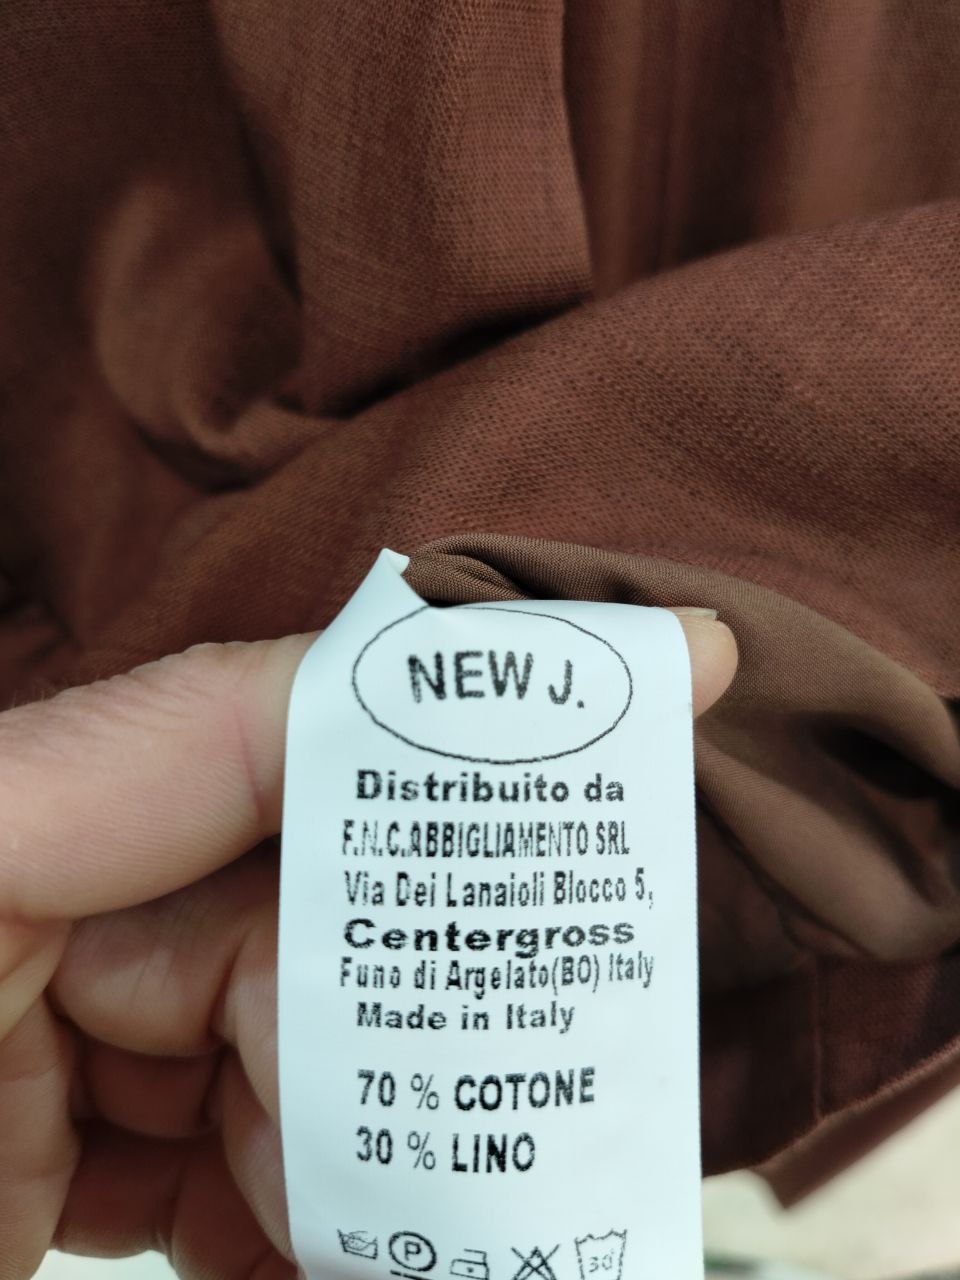 NEW J.
Distribuito da
F.N.C.ABBIGLIAMENTO SRL
Via Dei Lanaioli Blocco 5,
Centergross
Funo di Argelato(BO) Italy
Made in Italy
70 % COTONE
30 % LINO
P 30°